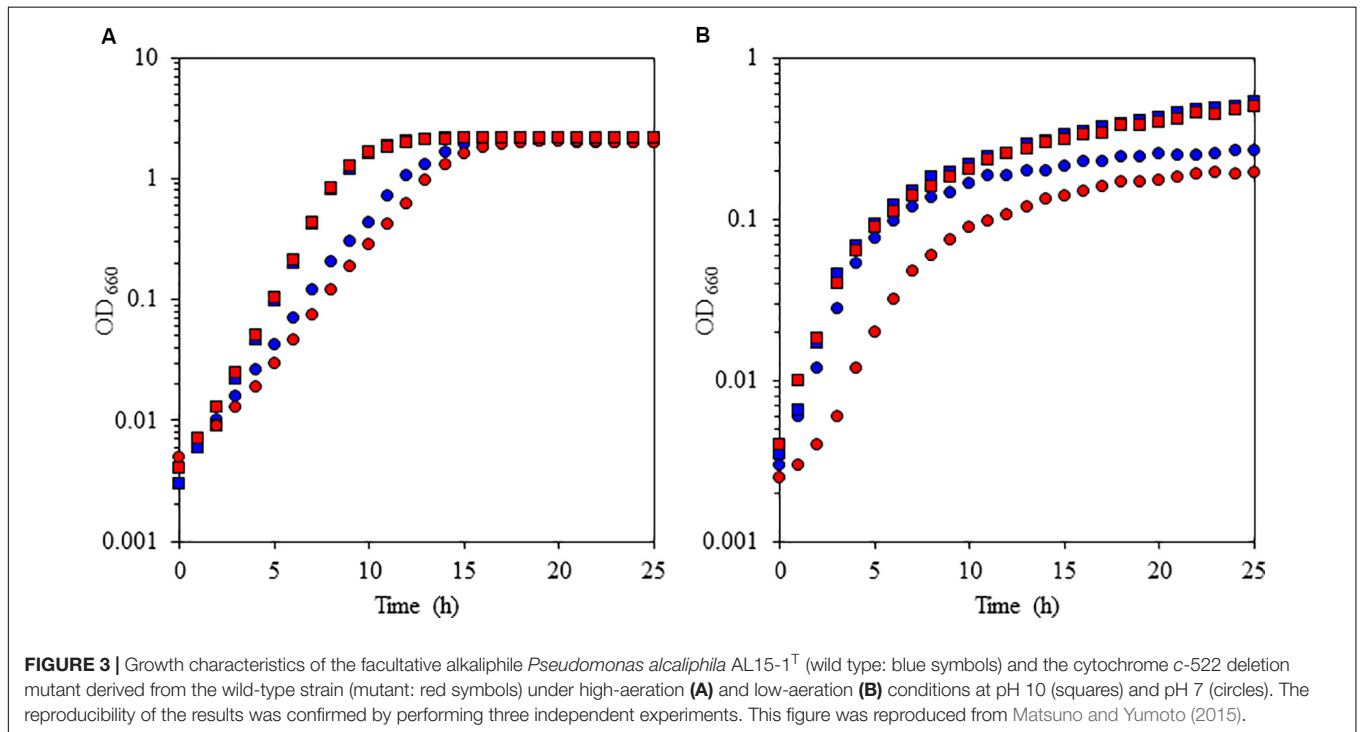 A
B
10
1
0.1
0.01
0.001
OD660
0
5
10
15
20
25
Time (h)
1
0.1
0.01
0.001
OD660
0
5
10
15
20
25
Time (h)
FIGURE 3 | Growth characteristics of the facultative alkaliphile Pseudomonas alcaliphila AL15-1T (wild type: blue symbols) and the cytochrome c-522 deletion
mutant derived from the wild-type strain (mutant: red symbols) under high-aeration (A) and low-aeration (B) conditions at pH 10 (squares) and pH 7 (circles). The
reproducibility of the results was confirmed by performing three independent experiments. This figure was reproduced from Matsuno and Yumoto (2015).